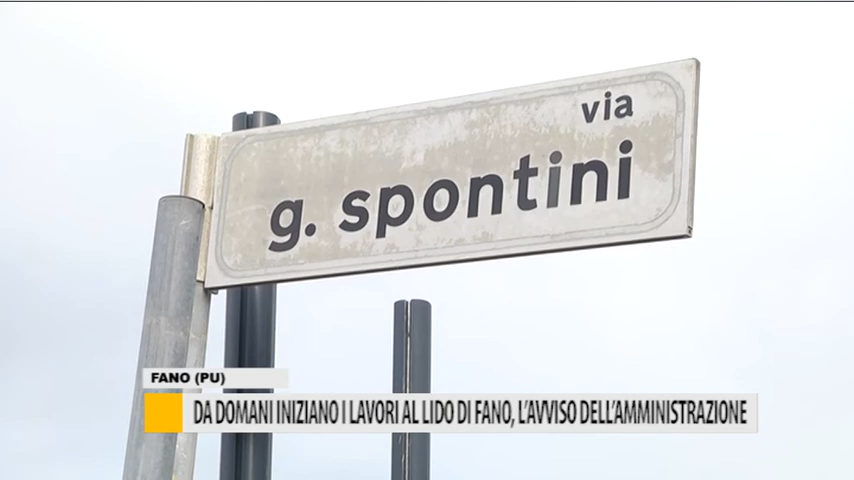 via
g. spontini
FANO (PU)
DA DOMANI INIZIANO I LAVORI AL LIDO DI FANO, L'AVVISO DELL'AMMINISTRAZIONE